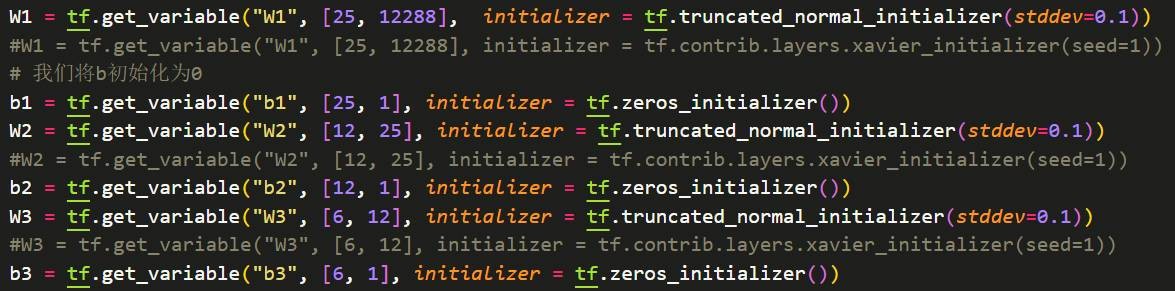 W1 = tf.get_variable("W1", [25, 12288],  initializer = tf.truncated_normal_initializer(stddev=0.1))
#W1 = tf.get_variable("W1", [25, 12288], initializer = tf.contrib.layers.xavier_initializer(seed=1))
# 我们将b初始化为0
b1 = tf.get_variable("b1", [25, 1], initializer = tf.zeros_initializer())
W2 = tf.get_variable("W2", [12, 25], initializer = tf.truncated_normal_initializer(stddev=0.1))
#W2 = tf.get_variable("W2", [12, 25], initializer = tf.contrib.layers.xavier_initializer(seed=1))
b2 = tf.get_variable("b2", [12, 1], initializer = tf.zeros_initializer())
W3 = tf.get_variable("W3", [6, 12], initializer = tf.truncated_normal_initializer(stddev=0.1))
#W3 = tf.get_variable("W3", [6, 12], initializer = tf.contrib.layers.xavier_initializer(seed=1))
b3 = tf.get_variable("b3", [6, 1], initializer = tf.zeros_initializer())